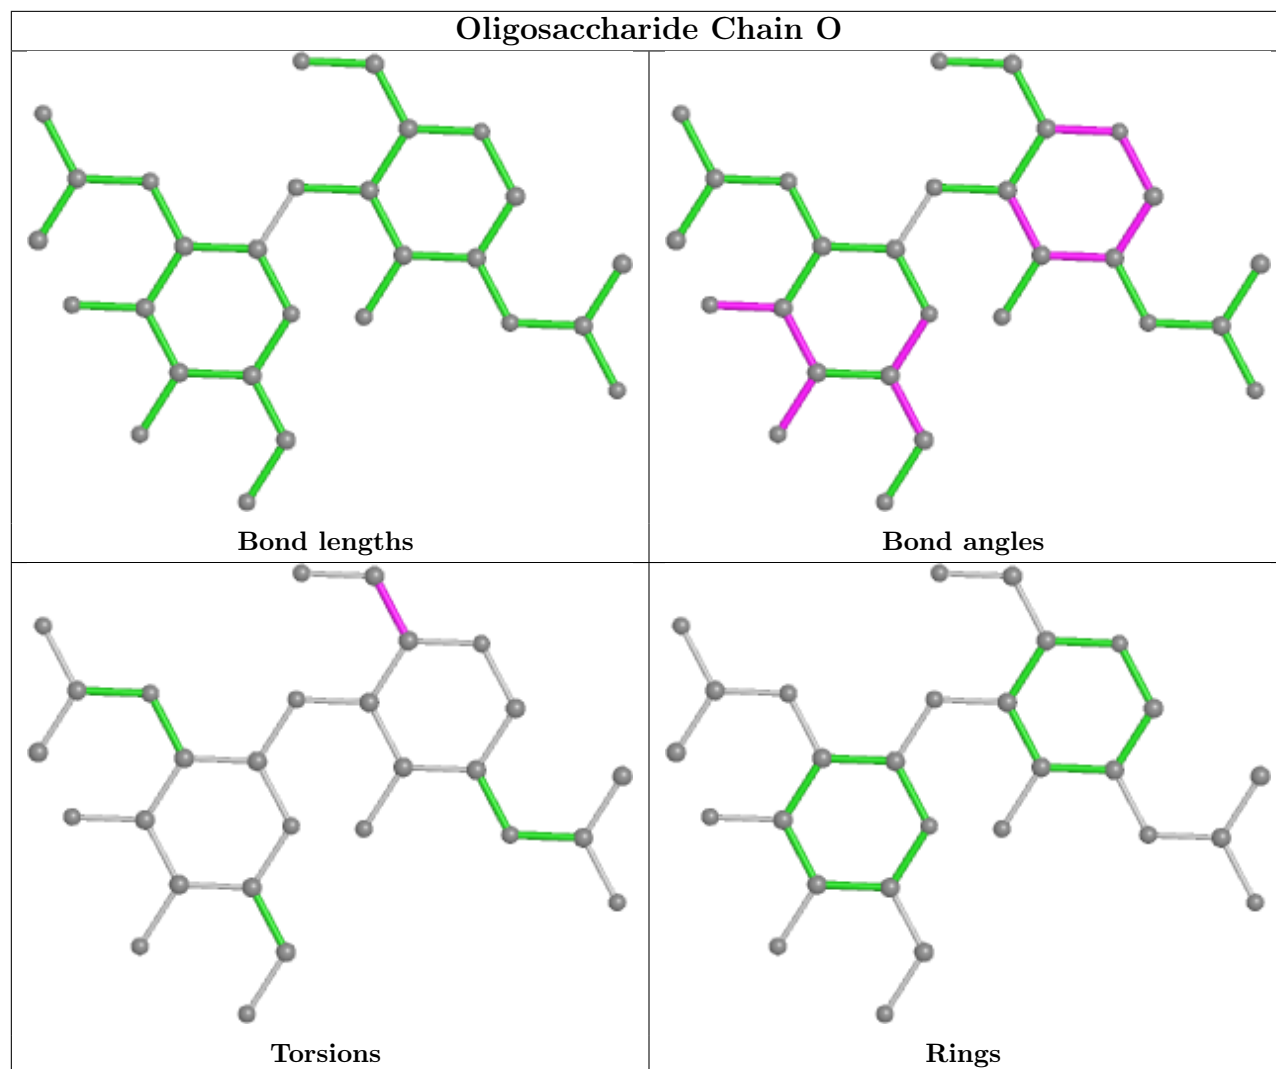 Oligosaccharide Chain O
Bond lengths
Bond angles
Torsions
Rings